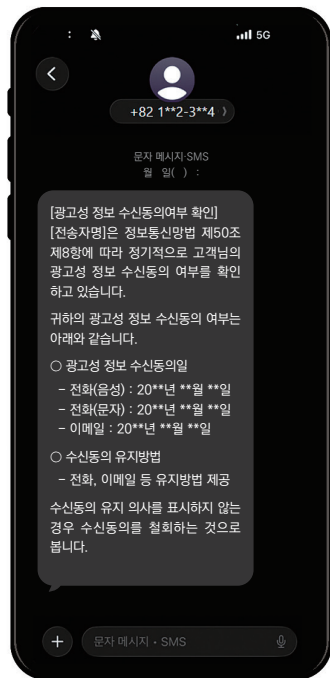 : 5G
+82 1**2-3**4 〉
문자 메시지·SMS
월 일( ) :
[광고성 정보 수신동의여부 확인]
[전송자명]은 정보통신망법 제50조
제8항에 따라 정기적으로 고객님의
광고성 정보 수신동의 여부를 확인
하고 있습니다.
귀하의 광고성 정보 수신동의 여부는
아래와 같습니다.
○ 광고성 정보 수신동의일
- 전화(음성) : 20**년 **월 **일
- 전화(문자) : 20**년 **월 **일
- 이메일 : 20**년 **월 **일
○ 수신동의 유지방법
- 전화, 이메일 등 유지방법 제공
수신동의 유지 의사를 표시하지 않는
경우 수신동의를 철회하는 것으로
봅니다.
문자 메시지 • SMS